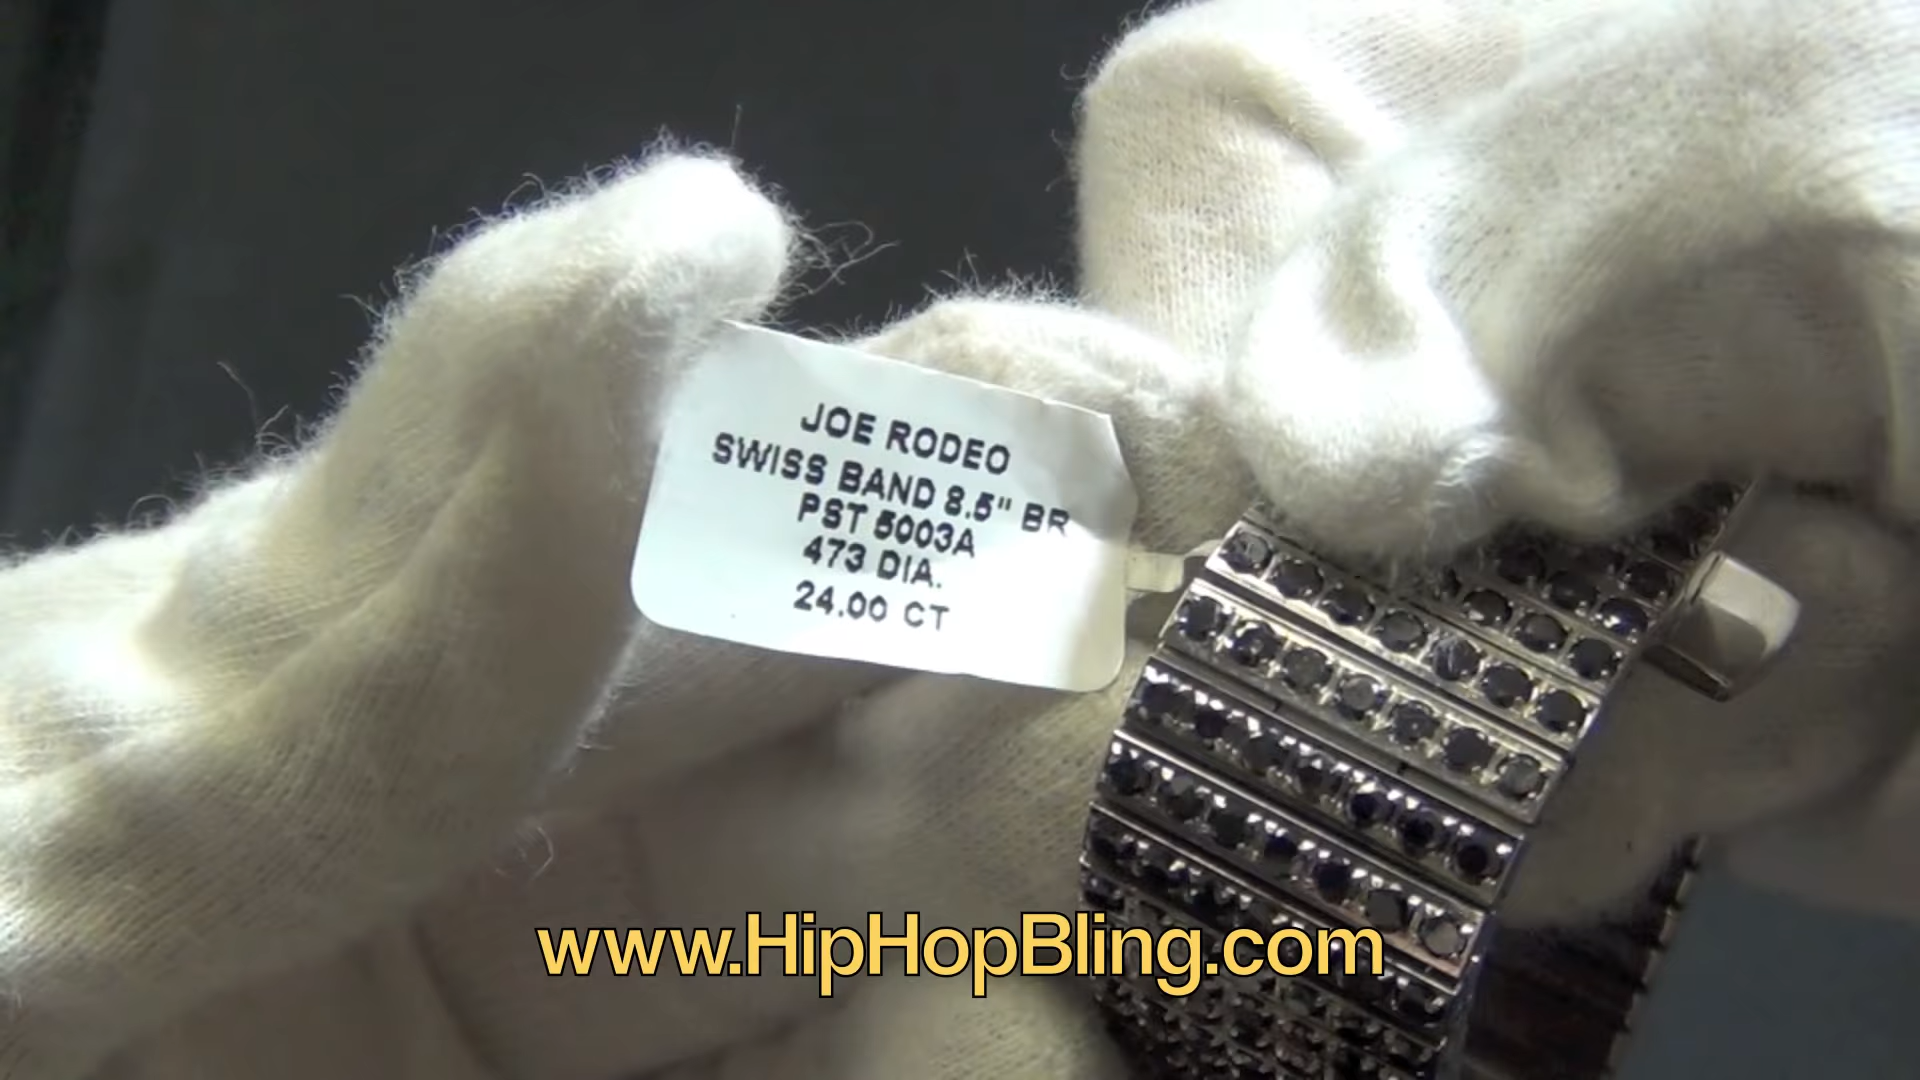 JOE RODEO
SWISS BAND 8.5" BR
PST 5003A
473 DIA.
24.00 CT
www.HipHopBling.com